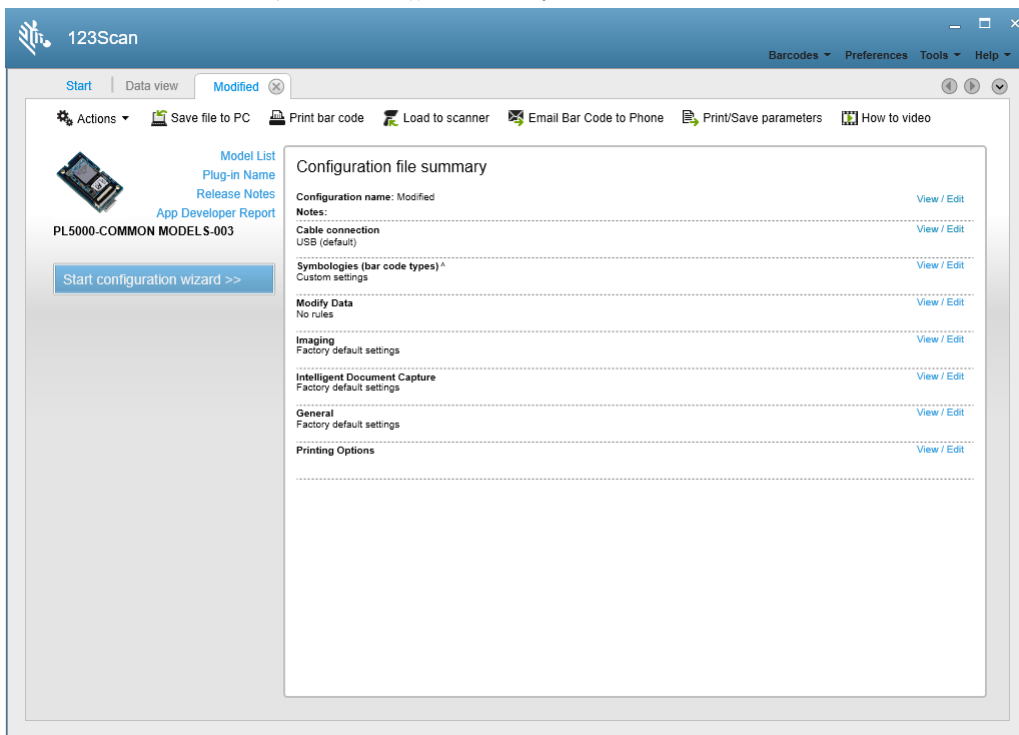 123Scan
Barcodes Preferences Tools Help
Start Data view Modified
Actions Save file to PC Print bar code Load to scanner Email Bar Code to Phone Print/Save parameters How to video
Model List
Plug-in Name
Release Notes
App Developer Report
PL5000-COMMON MODELS-003
Start configuration wizard >>
Configuration file summary
Configuration name: Modified View / Edit
Notes:
Cable connection View / Edit
USB (default)
Symbologies (bar code types) ^ View / Edit
Custom settings
Modify Data View / Edit
No rules
Imaging View / Edit
Factory default settings
Intelligent Document Capture View / Edit
Factory default settings
General View / Edit
Factory default settings
Printing Options View / Edit